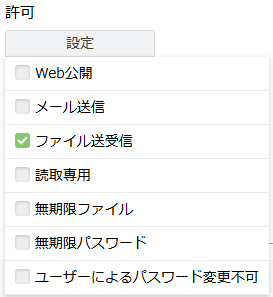 許可
設定
Web公開
メール送信
ファイル送受信
読取専用
無期限ファイル
無期限パスワード
ユーザーによるパスワード変更不可